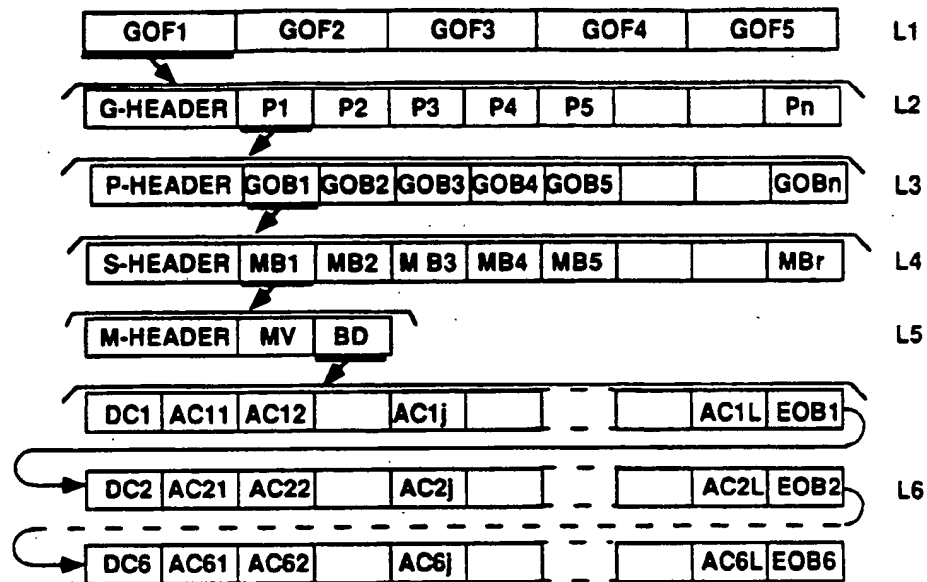 GOF1 GOF2 GOF3 GOF4 GOF5 L1
G-HEADER P1 P2 P3 P4 P5 Pn L2
P-HEADER GOB1 GOB2 GOB3 GOB4 GOB5 GOBn L3
S-HEADER MB1 MB2 M B3 MB4 MB5 MBr L4
M-HEADER MV BD L5
DC1 AC11 AC12 AC1j AC1L EOB1
DC2 AC21 AC22 AC2j AC2L EOB2 L6
DC6 AC61 AC62 AC6j AC6L EOB6